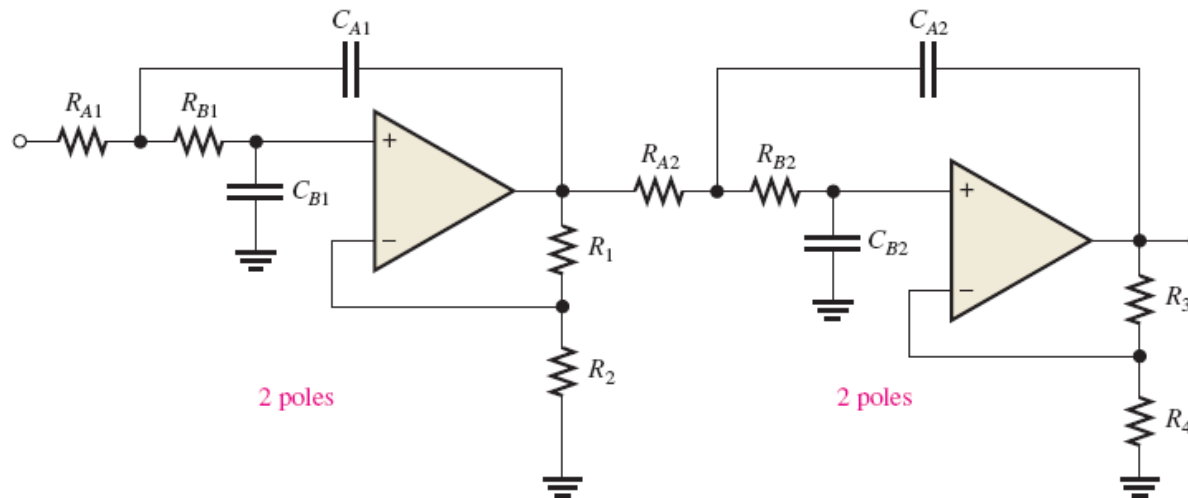 C_A1
C_A2
R_A1
R_B1
+
C_B1
−
R_1
R_2
2 poles
R_A2
R_B2
+
C_B2
−
R_3
R_4
2 poles